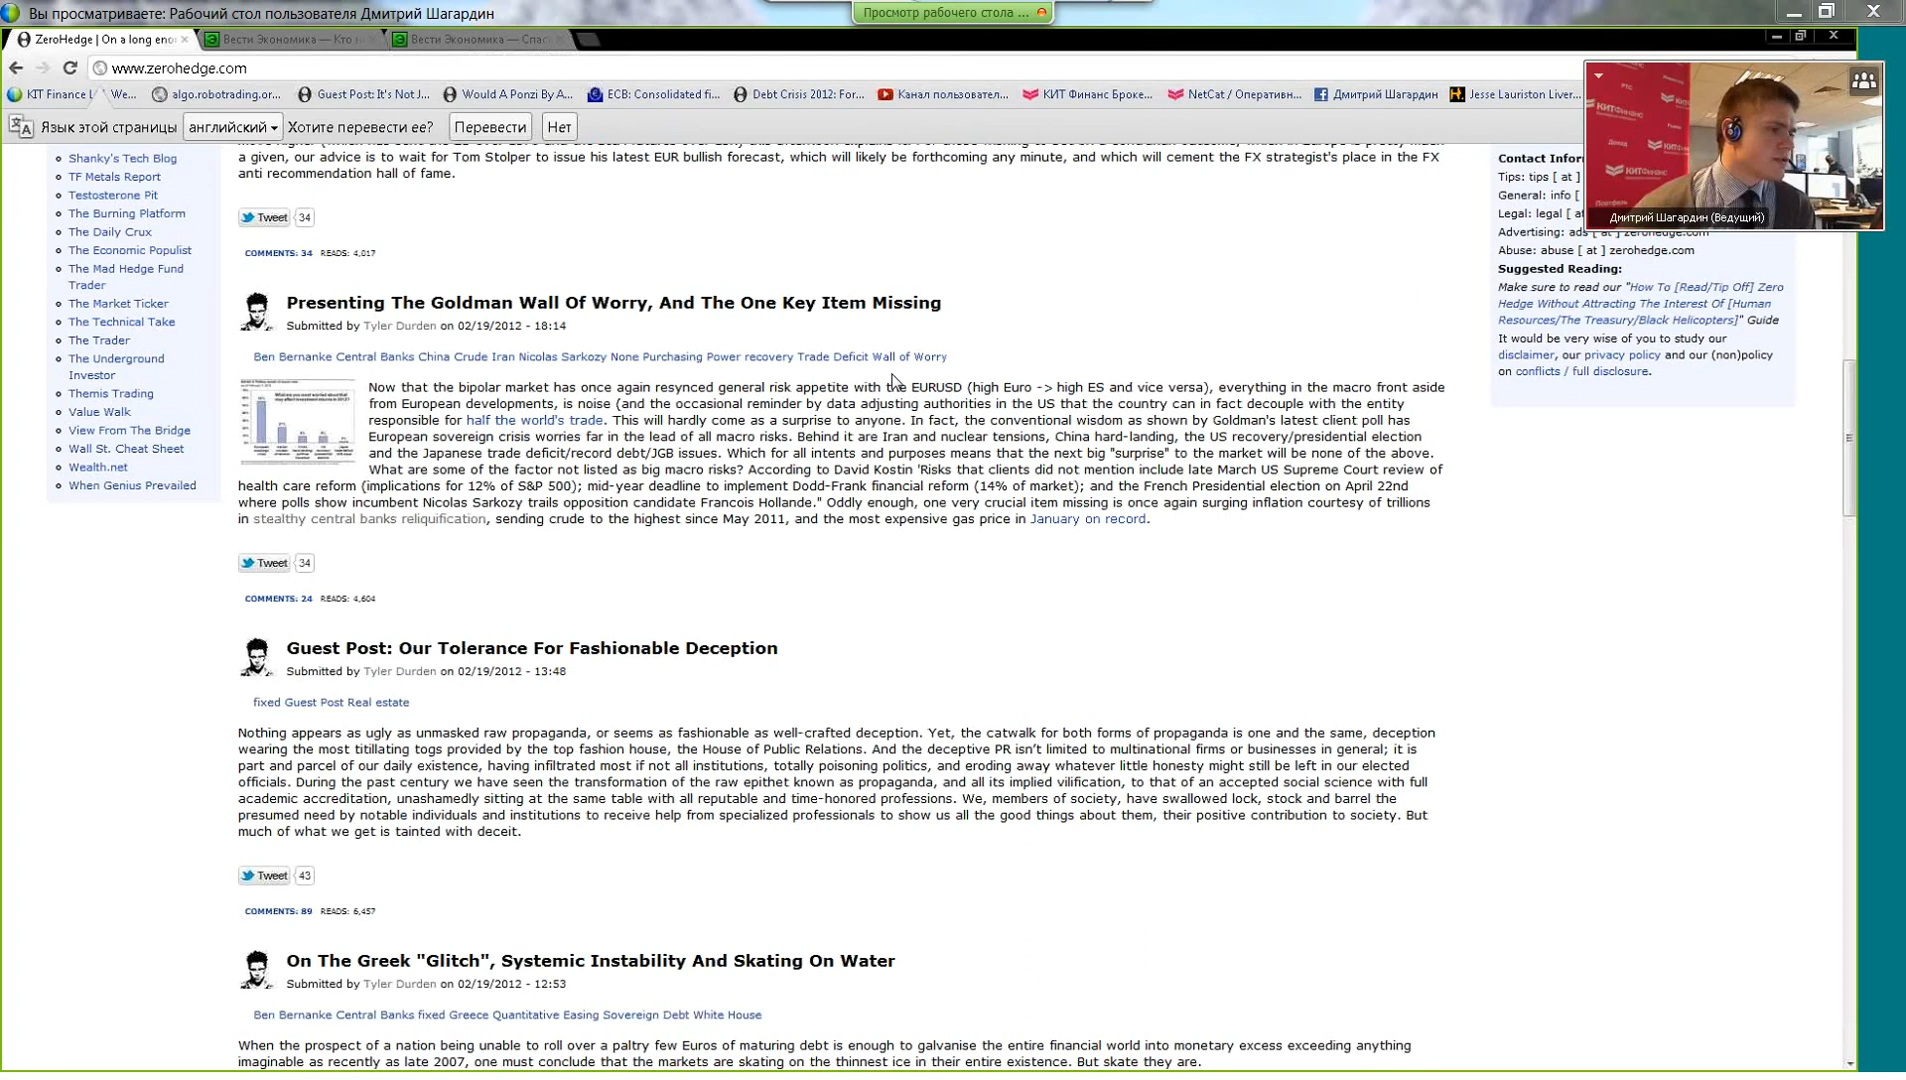 Вы просматриваете: Рабочий стол пользователя Дмитрий Шагардин
Просмотр рабочего стола ...
ZeroHedge | On a long eno
Вести Экономика — Кто
Вести Экономика — Спас
www.zerohedge.com
KIT Finance
We...
algo.robotrading.or...
Guest Post: It's Not J...
Would A Ponzi By A...
ECB: Consolidated fi...
Debt Crisis 2012: For...
Канал пользовател...
КИТ Финанс Броке...
NetCat / Оперативн...
Дмитрий Шагардин
Jesse Lauriston Liver...
Язык этой страницы английский Хотите перевести ее? Перевести Нет
Shanky's Tech Blog
TF Metals Report
Testosterone Pit
The Burning Platform
The Daily Crux
The Economic Populist
The Mad Hedge Fund
Trader
The Market Ticker
The Technical Take
The Trader
The Underground
Investor
Themis Trading
Value Walk
View From The Bridge
Wall St. Cheat Sheet
Wealth.net
When Genius Prevailed
a given, our advice is to wait for Tom Stolper to issue his latest EUR bullish forecast, which will likely be forthcoming any minute, and which will cement the FX strategist's place in the FX
anti recommendation hall of fame.
Tweet 34
COMMENTS: 34 READS: 4,017
Presenting The Goldman Wall Of Worry, And The One Key Item Missing
Submitted by Tyler Durden on 02/19/2012 - 18:14
Ben Bernanke Central Banks China Crude Iran Nicolas Sarkozy None Purchasing Power recovery Trade Deficit Wall of Worry
Now that the bipolar market has once again resynced general risk appetite with the EURUSD (high Euro -> high ES and vice versa), everything in the macro front aside
from European developments, is noise (and the occasional reminder by data adjusting authorities in the US that the country can in fact decouple with the entity
responsible for half the world's trade. This will hardly come as a surprise to anyone. In fact, the conventional wisdom as shown by Goldman's latest client poll has
European sovereign crisis worries far in the lead of all macro risks. Behind it are Iran and nuclear tensions, China hard-landing, the US recovery/presidential election
and the Japanese trade deficit/record debt/JGB issues. Which for all intents and purposes means that the next big "surprise" to the market will be none of the above.
What are some of the factor not listed as big macro risks? According to David Kostin 'Risks that clients did not mention include late March US Supreme Court review of
health care reform (implications for 12% of S&P 500); mid-year deadline to implement Dodd-Frank financial reform (14% of market); and the French Presidential election on April 22nd
where polls show incumbent Nicolas Sarkozy trails opposition candidate Francois Hollande." Oddly enough, one very crucial item missing is once again surging inflation courtesy of trillions
in stealthy central banks reliquification, sending crude to the highest since May 2011, and the most expensive gas price in January on record.
Tweet 34
COMMENTS: 24 READS: 4,604
Guest Post: Our Tolerance For Fashionable Deception
Submitted by Tyler Durden on 02/19/2012 - 13:48
fixed Guest Post Real estate
Nothing appears as ugly as unmasked raw propaganda, or seems as fashionable as well-crafted deception. Yet, the catwalk for both forms of propaganda is one and the same, deception
wearing the most titillating togs provided by the top fashion house, the House of Public Relations. And the deceptive PR isn't limited to multinational firms or businesses in general; it is
part and parcel of our daily existence, having infiltrated most if not all institutions, totally poisoning politics, and eroding away whatever little honesty might still be left in our elected
officials. During the past century we have seen the transformation of the raw epithet known as propaganda, and all its implied vilification, to that of an accepted social science with full
academic accreditation, unashamedly sitting at the same table with all reputable and time-honored professions. We, members of society, have swallowed lock, stock and barrel the
presumed need by notable individuals and institutions to receive help from specialized professionals to show us all the good things about them, their positive contribution to society. But
much of what we get is tainted with deceit.
Tweet 43
COMMENTS: 89 READS: 6,457
On The Greek "Glitch", Systemic Instability And Skating On Water
Submitted by Tyler Durden on 02/19/2012 - 12:53
Ben Bernanke Central Banks fixed Greece Quantitative Easing Sovereign Debt White House
When the prospect of a nation being unable to roll over a paltry few Euros of maturing debt is enough to galvanise the entire financial world into monetary excess exceeding anything
imaginable as recently as late 2007, one must conclude that the markets are skating on the thinnest ice in their entire existence. But skate they are.
Contact Infor
Tips: tips [ at ]
General: info [
Legal: legal [ at
Advertising: ads [ at ] zerohedge.com
Abuse: abuse [ at ] zerohedge.com
Suggested Reading:
Make sure to read our "How To [Read/Tip Off] Zero
Hedge Without Attracting The Interest Of [Human
Resources/The Treasury/Black Helicopters]" Guide
It would be very wise of you to study our
disclaimer, our privacy policy and our (non)policy
on conflicts / full disclosure.
РТС
КИТФинанс
КИТФинанс
Дмитрий Шагардин (Ведущий)